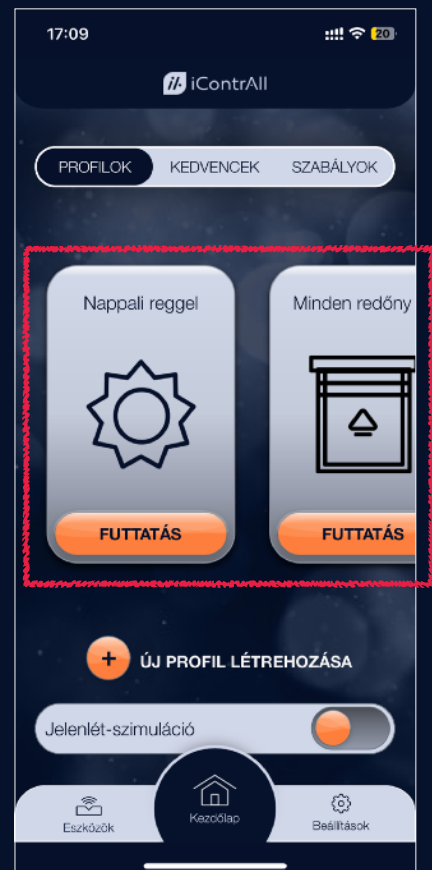 17:09
20
iContrAll
PROFILOK KEDVENCEK SZABÁLYOK
Nappali reggel
Minden redőny
FUTTATÁS
FUTTATÁS
+ ÚJ PROFIL LÉTREHOZÁSA
Jelenlét-szimuláció
Eszközök
Kezdőlap
Beállítások